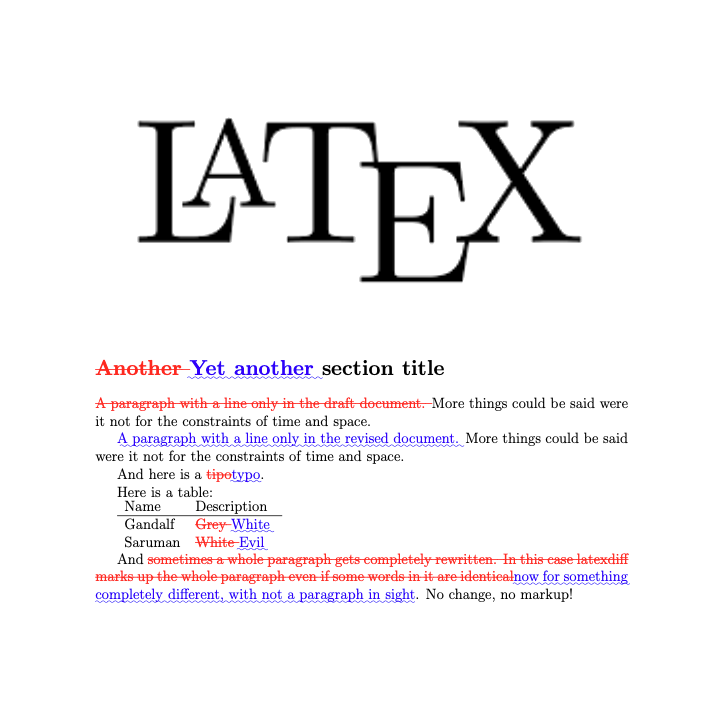 LATEX
Another Yet another section title
A paragraph with a line only in the draft document. More things could be said were
it not for the constraints of time and space.
A paragraph with a line only in the revised document. More things could be said
were it not for the constraints of time and space.
And here is a tipotypo.
Here is a table:
Name Description
Gandalf Grey White
Saruman White Evil
And sometimes a whole paragraph gets completely rewritten. In this case latexdiff
marks up the whole paragraph even if some words in it are identicalnow for something
completely different, with not a paragraph in sight. No change, no markup!